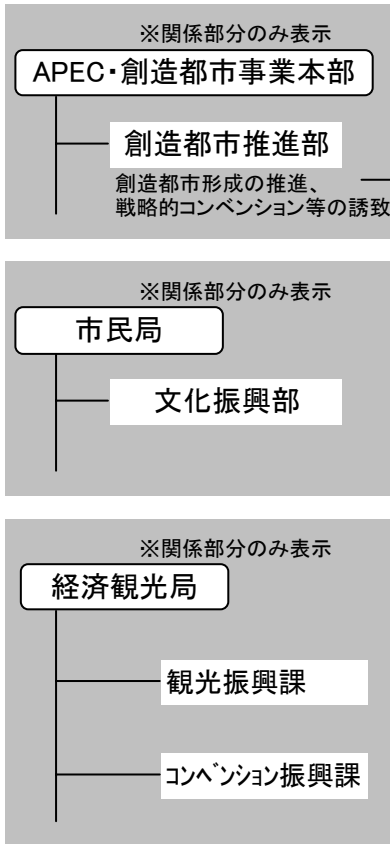 ※関係部分のみ表示
APEC・創造都市事業本部
創造都市推進部
創造都市形成の推進、
戦略的コンベンション等の誘致
※関係部分のみ表示
市民局
文化振興部
※関係部分のみ表示
経済観光局
観光振興課
ｺﾝﾍﾞﾝｼｮﾝ振興課